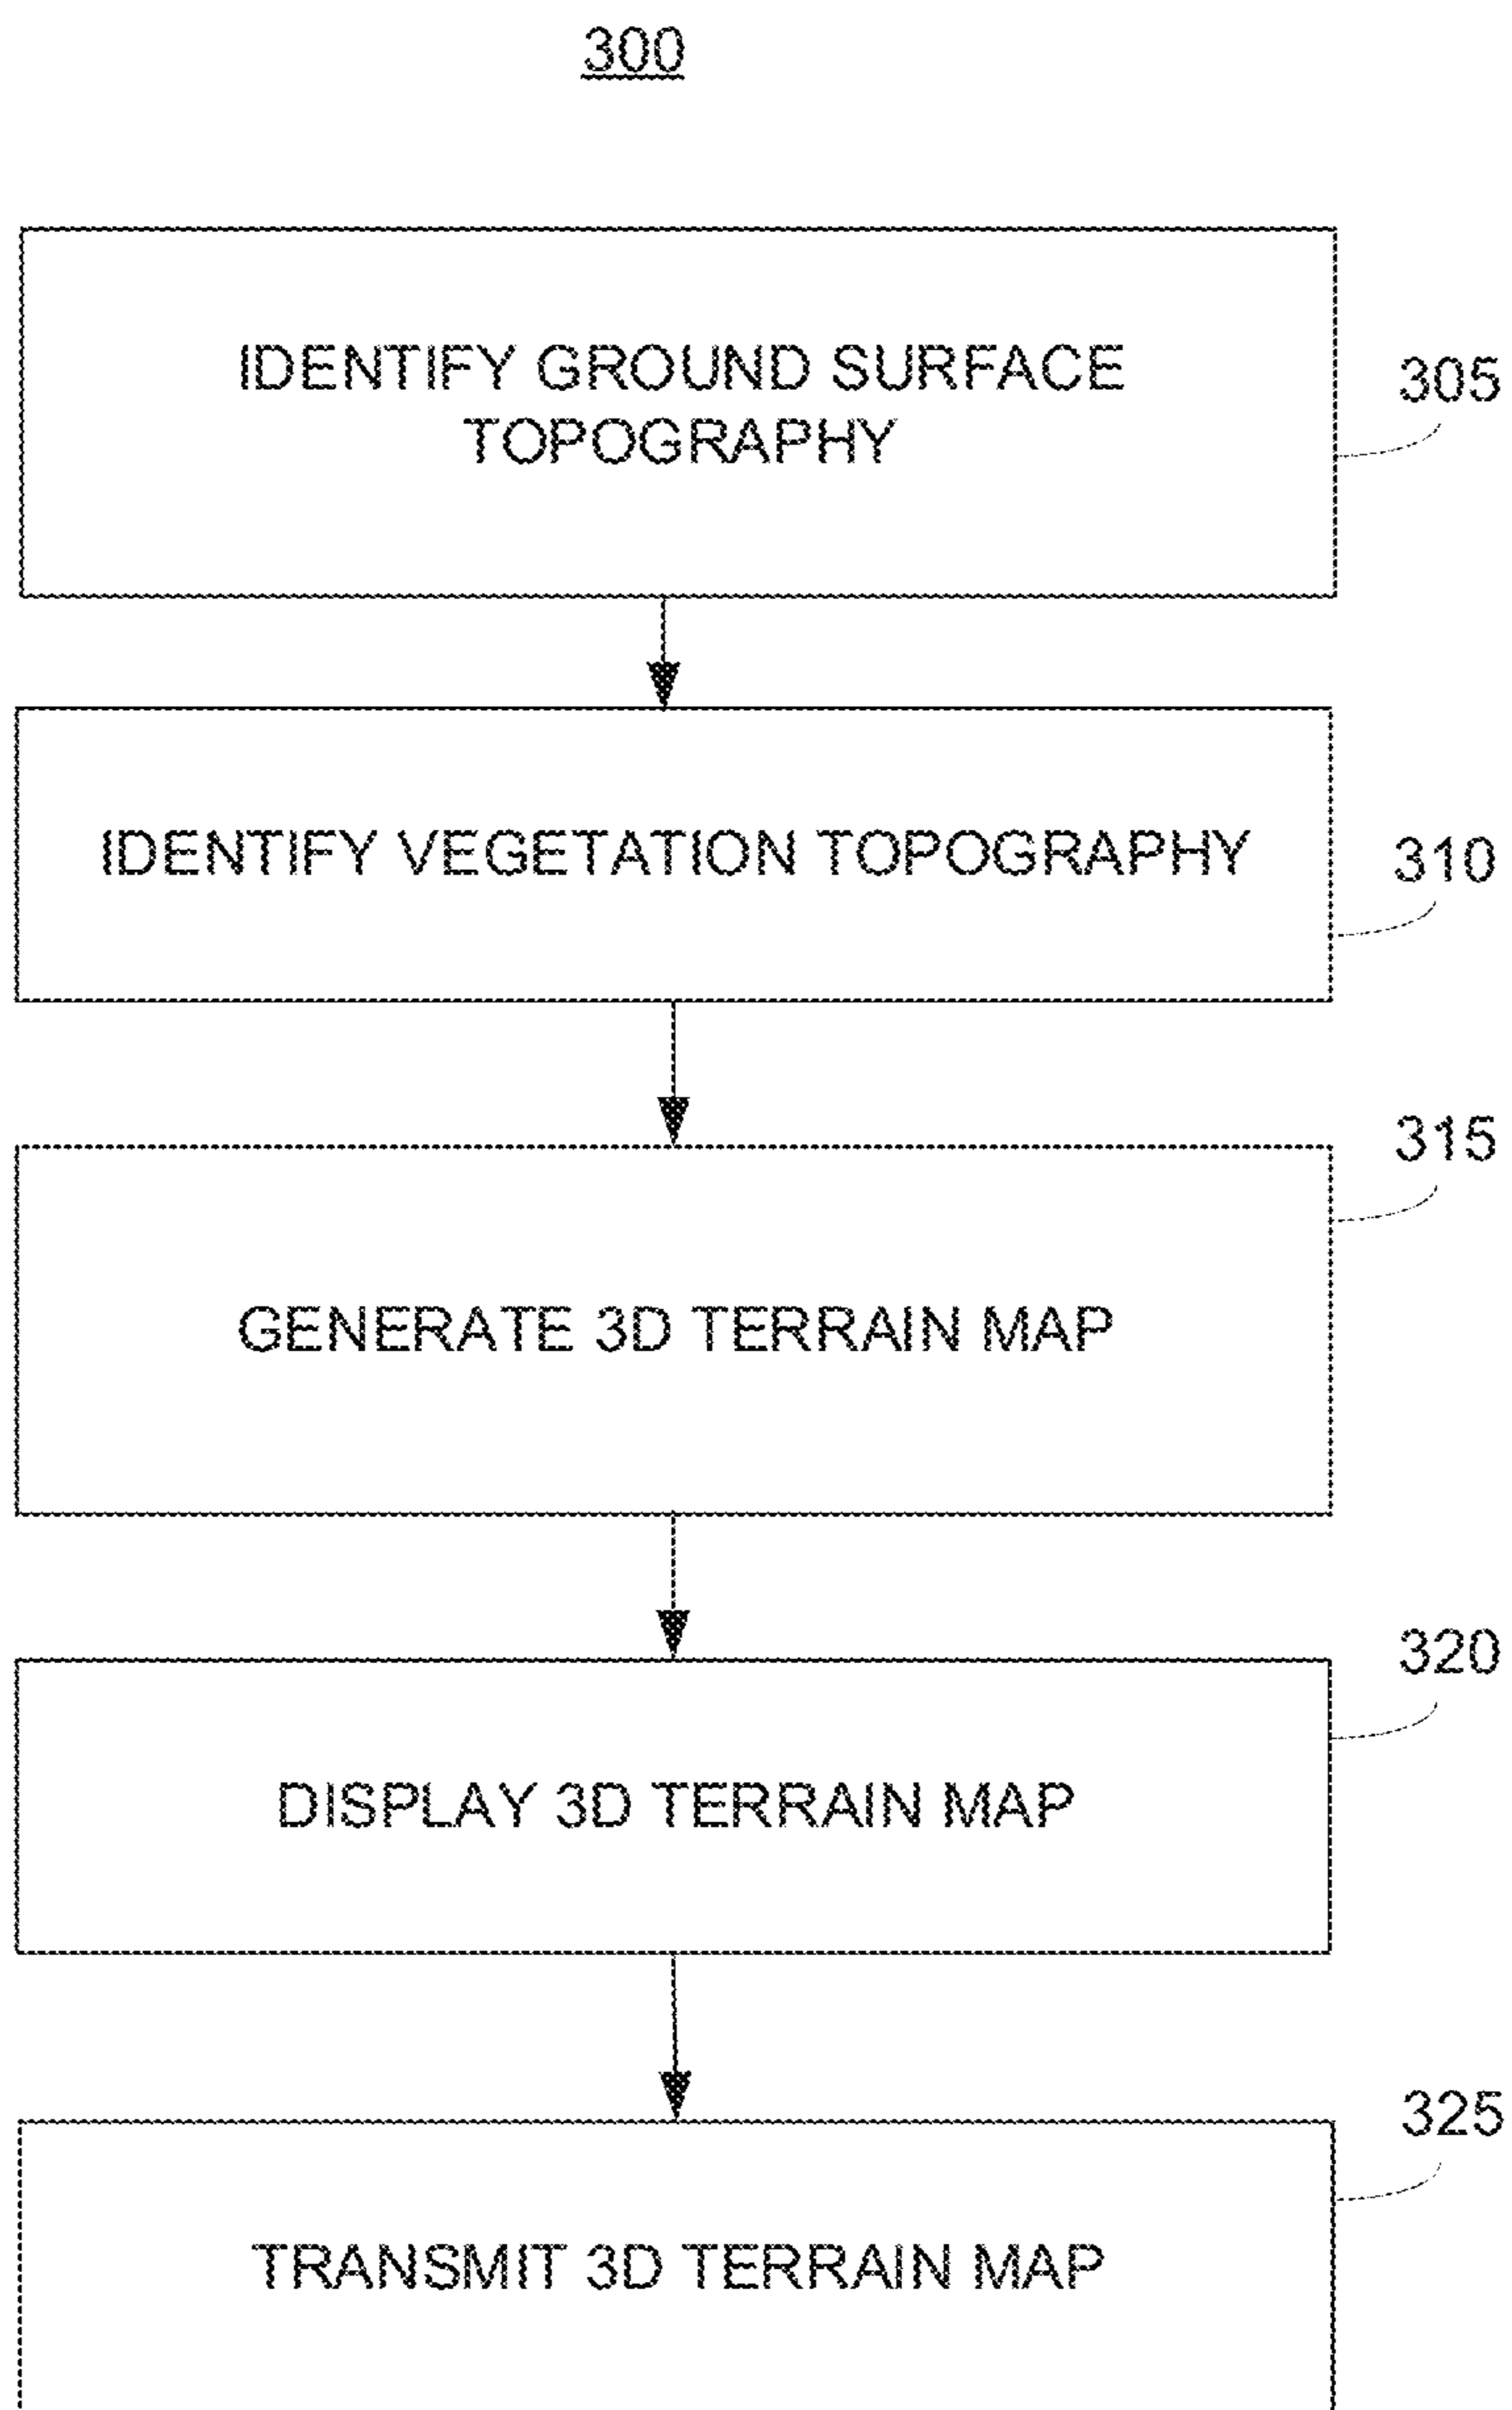 300
IDENTIFY GROUND SURFACE
TOPOGRAPHY
305
IDENTIFY VEGETATION TOPOGRAPHY
310
315
GENERATE 3D TERRAIN MAP
320
DISPLAY 3D TERRAIN MAP
325
TRANSMIT 3D TERRAIN MAP